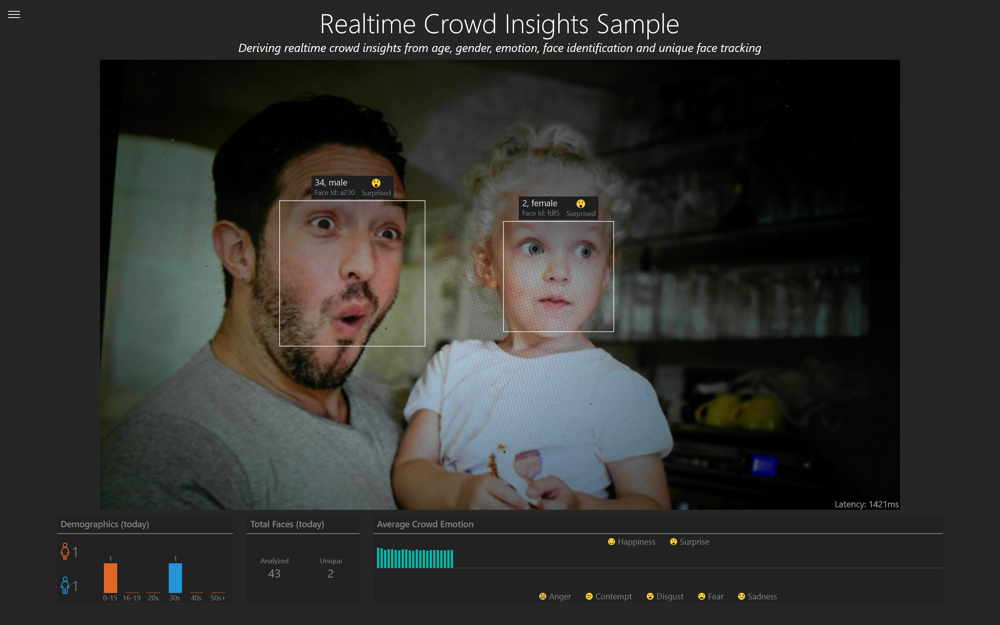 Realtime Crowd Insights Sample
Deriving realtime crowd insights from age, gender, emotion, face identification and unique face tracking
34, male
Face Id: a230 Surprised
2, female
Face Id: fdf5 Surprised
Latency: 1421ms
Demographics (today)
1
1
1 1
0-15 16-19 20s 30s 40s 50s+
Total Faces (today)
Analyzed Unique
43 2
Average Crowd Emotion
Happiness Surprise
Anger Contempt Disgust Fear Sadness